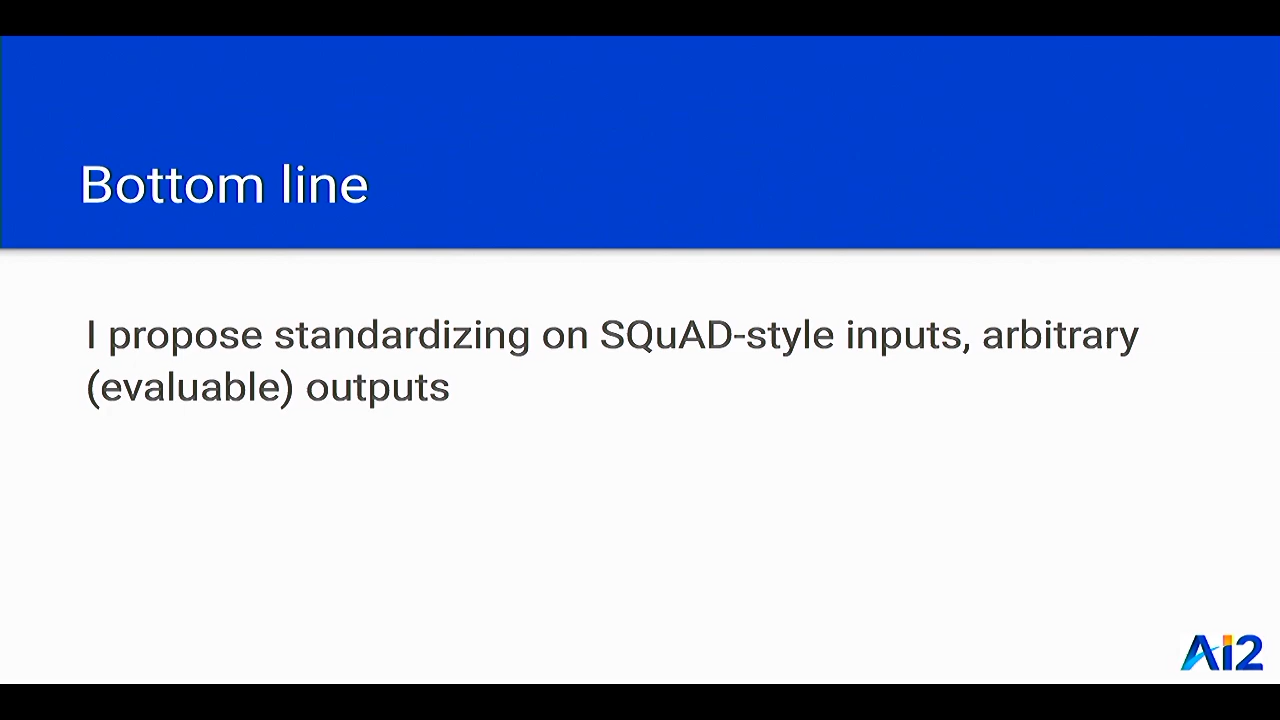 Bottom line
I propose standardizing on SQuAD-style inputs, arbitrary
(evaluable) outputs
Ai2